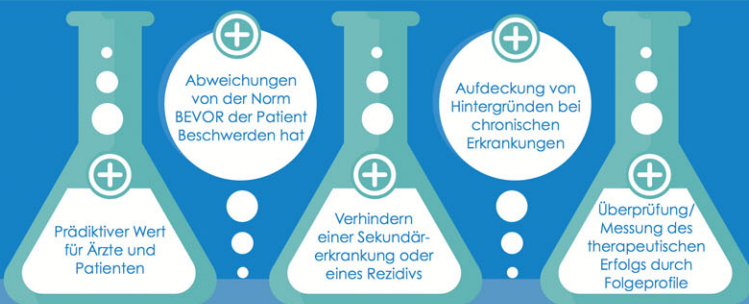 Prädiktiver Wert
für Ärzte und
Patienten
Abweichungen
von der Norm
BEVOR der Patient
Beschwerden hat
Verhindern
einer Sekundär-
erkrankung oder
eines Rezidivs
Aufdeckung von
Hintergründen bei
chronischen
Erkrankungen
Überprüfung/
Messung des
therapeutischen
Erfolgs durch
Folgeprofile